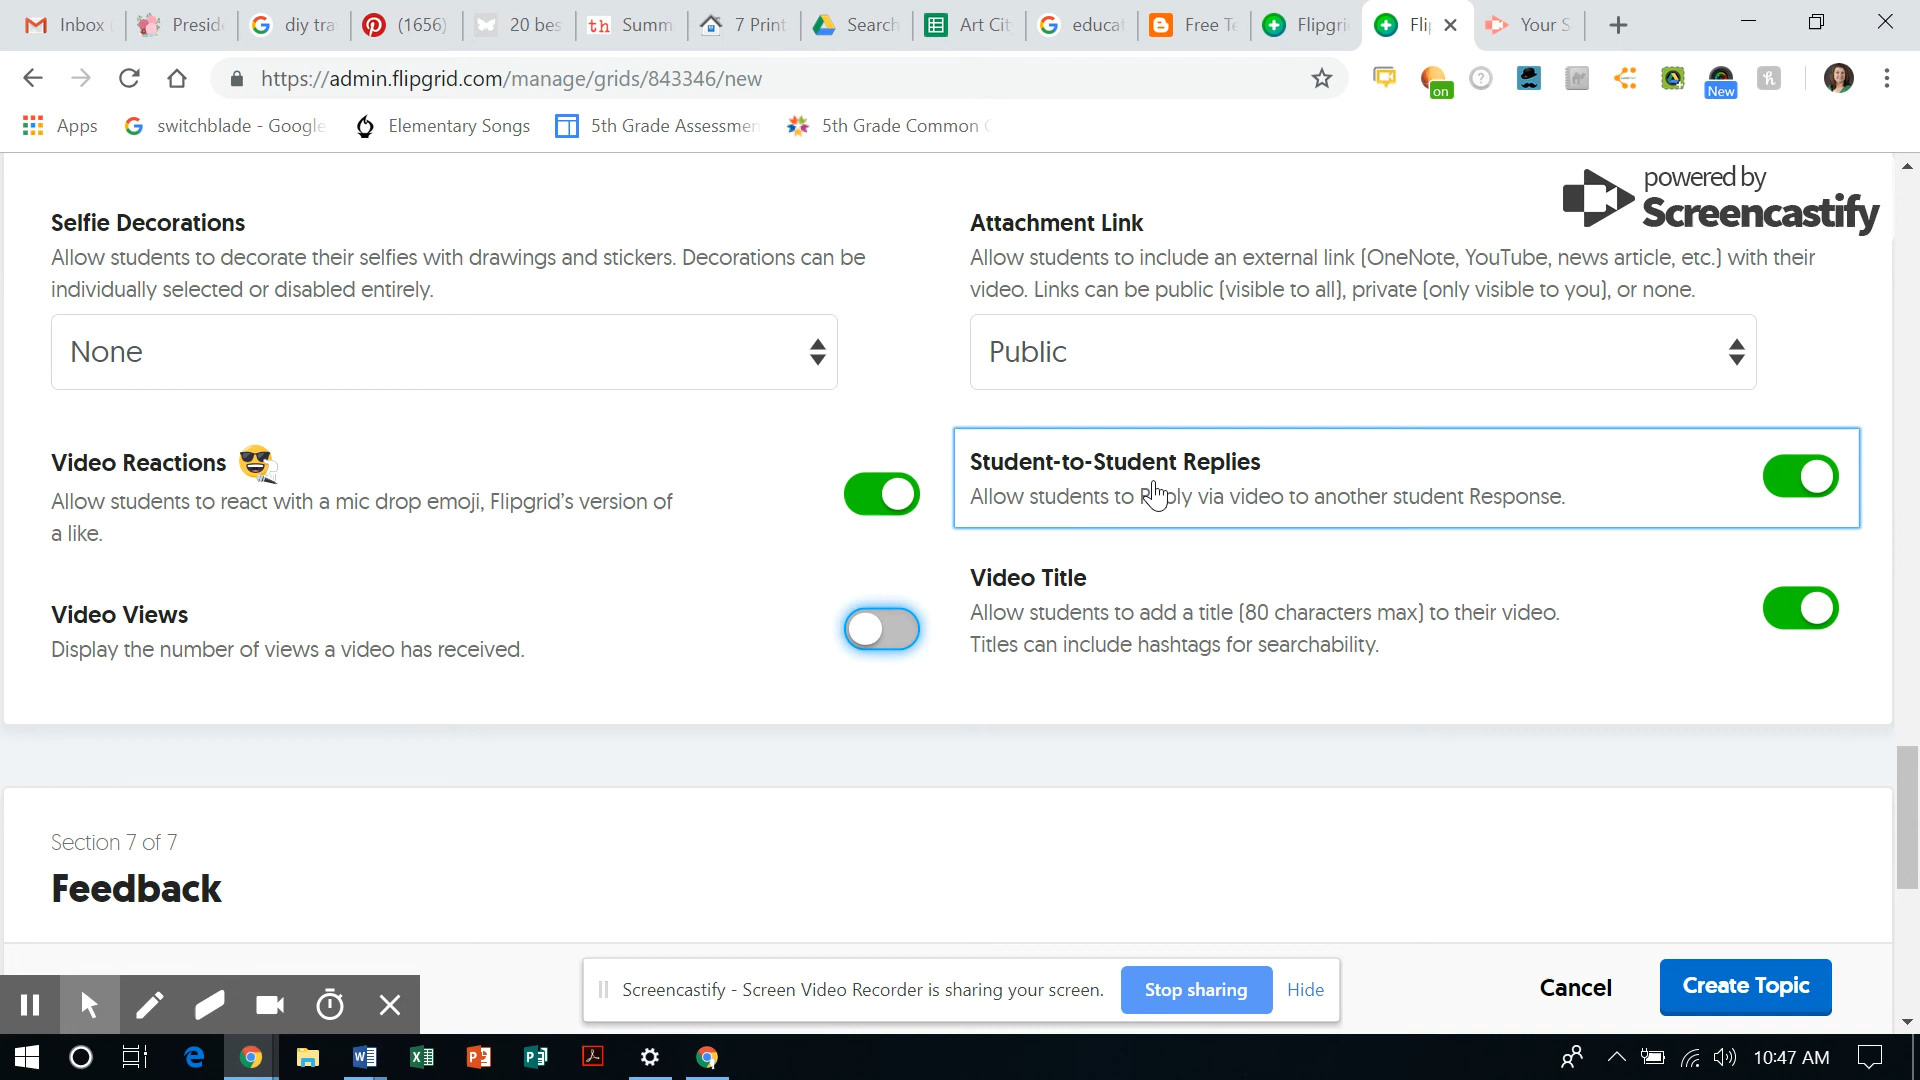 Inbox
Presid
diy tra
(1656)
20 bes
Summ
7 Print
Search
Art Cit
educat
Free Te
Flipgri
Flip
Your S
https://admin.flipgrid.com/manage/grids/843346/new
on
New
Apps
switchblade - Google
Elementary Songs
5th Grade Assessmen
5th Grade Common C
powered by
Screencastify
Selfie Decorations
Allow students to decorate their selfies with drawings and stickers. Decorations can be
individually selected or disabled entirely.
None
Attachment Link
Allow students to include an external link (OneNote, YouTube, news article, etc.) with their
video. Links can be public (visible to all), private (only visible to you), or none.
Public
Video Reactions
Allow students to react with a mic drop emoji, Flipgrid's version of
a like.
Student-to-Student Replies
Allow students to Reply via video to another student Response.
Video Views
Display the number of views a video has received.
Video Title
Allow students to add a title (80 characters max) to their video.
Titles can include hashtags for searchability.
Section 7 of 7
Feedback
Screencastify - Screen Video Recorder is sharing your screen.
Stop sharing
Hide
Cancel
Create Topic
10:47 AM